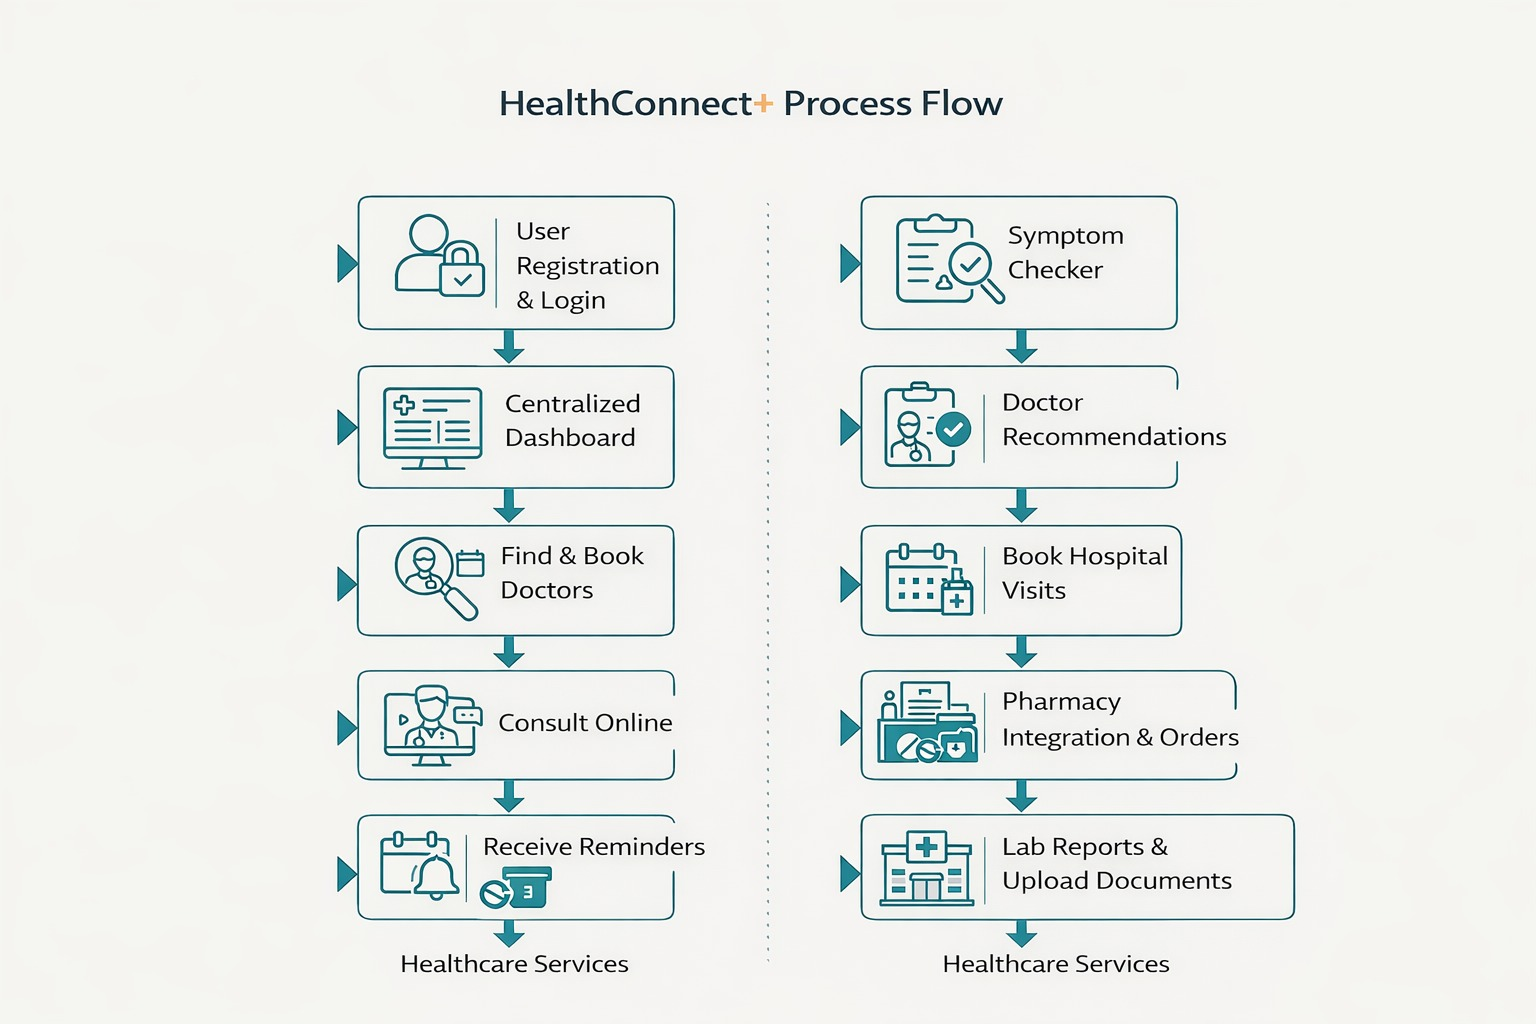 HealthConnect+ Process Flow
User
Registration
& Login
Centralized
Dashboard
Find & Book
Doctors
Consult Online
Receive Reminders
3
Healthcare Services
Symptom
Checker
Doctor
Recommendations
Book Hospital
Visits
Pharmacy
Integration & Orders
Lab Reports &
Upload Documents
Healthcare Services